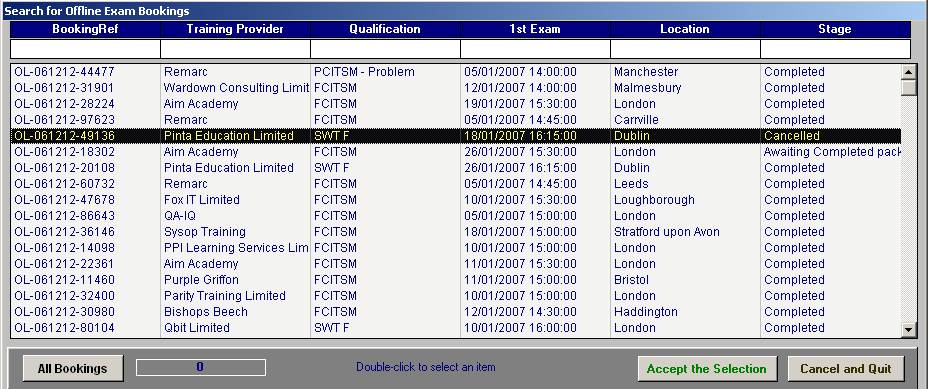 Search for Offline Exam Bookings
BookingRef Training Provider Qualification 1st Exam Location Stage
OL-061212-44477 Remarc PCITSM - Problem 05/01/2007 14:00:00 Manchester Completed
OL-061212-31901 Wardown Consulting Limit FCITSM 12/01/2007 14:00:00 Malmesbury Completed
OL-061212-28224 Aim Academy FCITSM 19/01/2007 15:30:00 London Completed
OL-061212-97623 Remarc FCITSM 05/01/2007 14:45:00 Carrville Completed
OL-061212-49136 Pinta Education Limited SWT F 18/01/2007 16:15:00 Dublin Cancelled
OL-061212-18302 Aim Academy FCITSM 26/01/2007 15:30:00 London Awaiting Completed pack
OL-061212-20108 Pinta Education Limited SWT F 26/01/2007 16:15:00 Dublin Completed
OL-061212-60732 Remarc FCITSM 05/01/2007 14:45:00 Leeds Completed
OL-061212-47678 Fox IT Limited FCITSM 10/01/2007 15:30:00 Loughborough Completed
OL-061212-86643 QA-IQ FCITSM 05/01/2007 15:00:00 London Completed
OL-061212-36146 Sysop Training FCITSM 18/01/2007 15:00:00 Stratford upon Avon Completed
OL-061212-14098 PPI Learning Services Lim FCITSM 10/01/2007 15:00:00 London Completed
OL-061212-22361 Aim Academy FCITSM 11/01/2007 15:30:00 London Completed
OL-061212-11460 Purple Griffon FCITSM 11/01/2007 15:00:00 Bristol Completed
OL-061212-32400 Parity Training Limited FCITSM 10/01/2007 15:00:00 London Completed
OL-061212-30980 Bishops Beech FCITSM 12/01/2007 14:30:00 Haddington Completed
OL-061212-80104 Qbit Limited SWT F 10/01/2007 16:00:00 London Completed
All Bookings 0 Double-click to select an item Accept the Selection Cancel and Quit